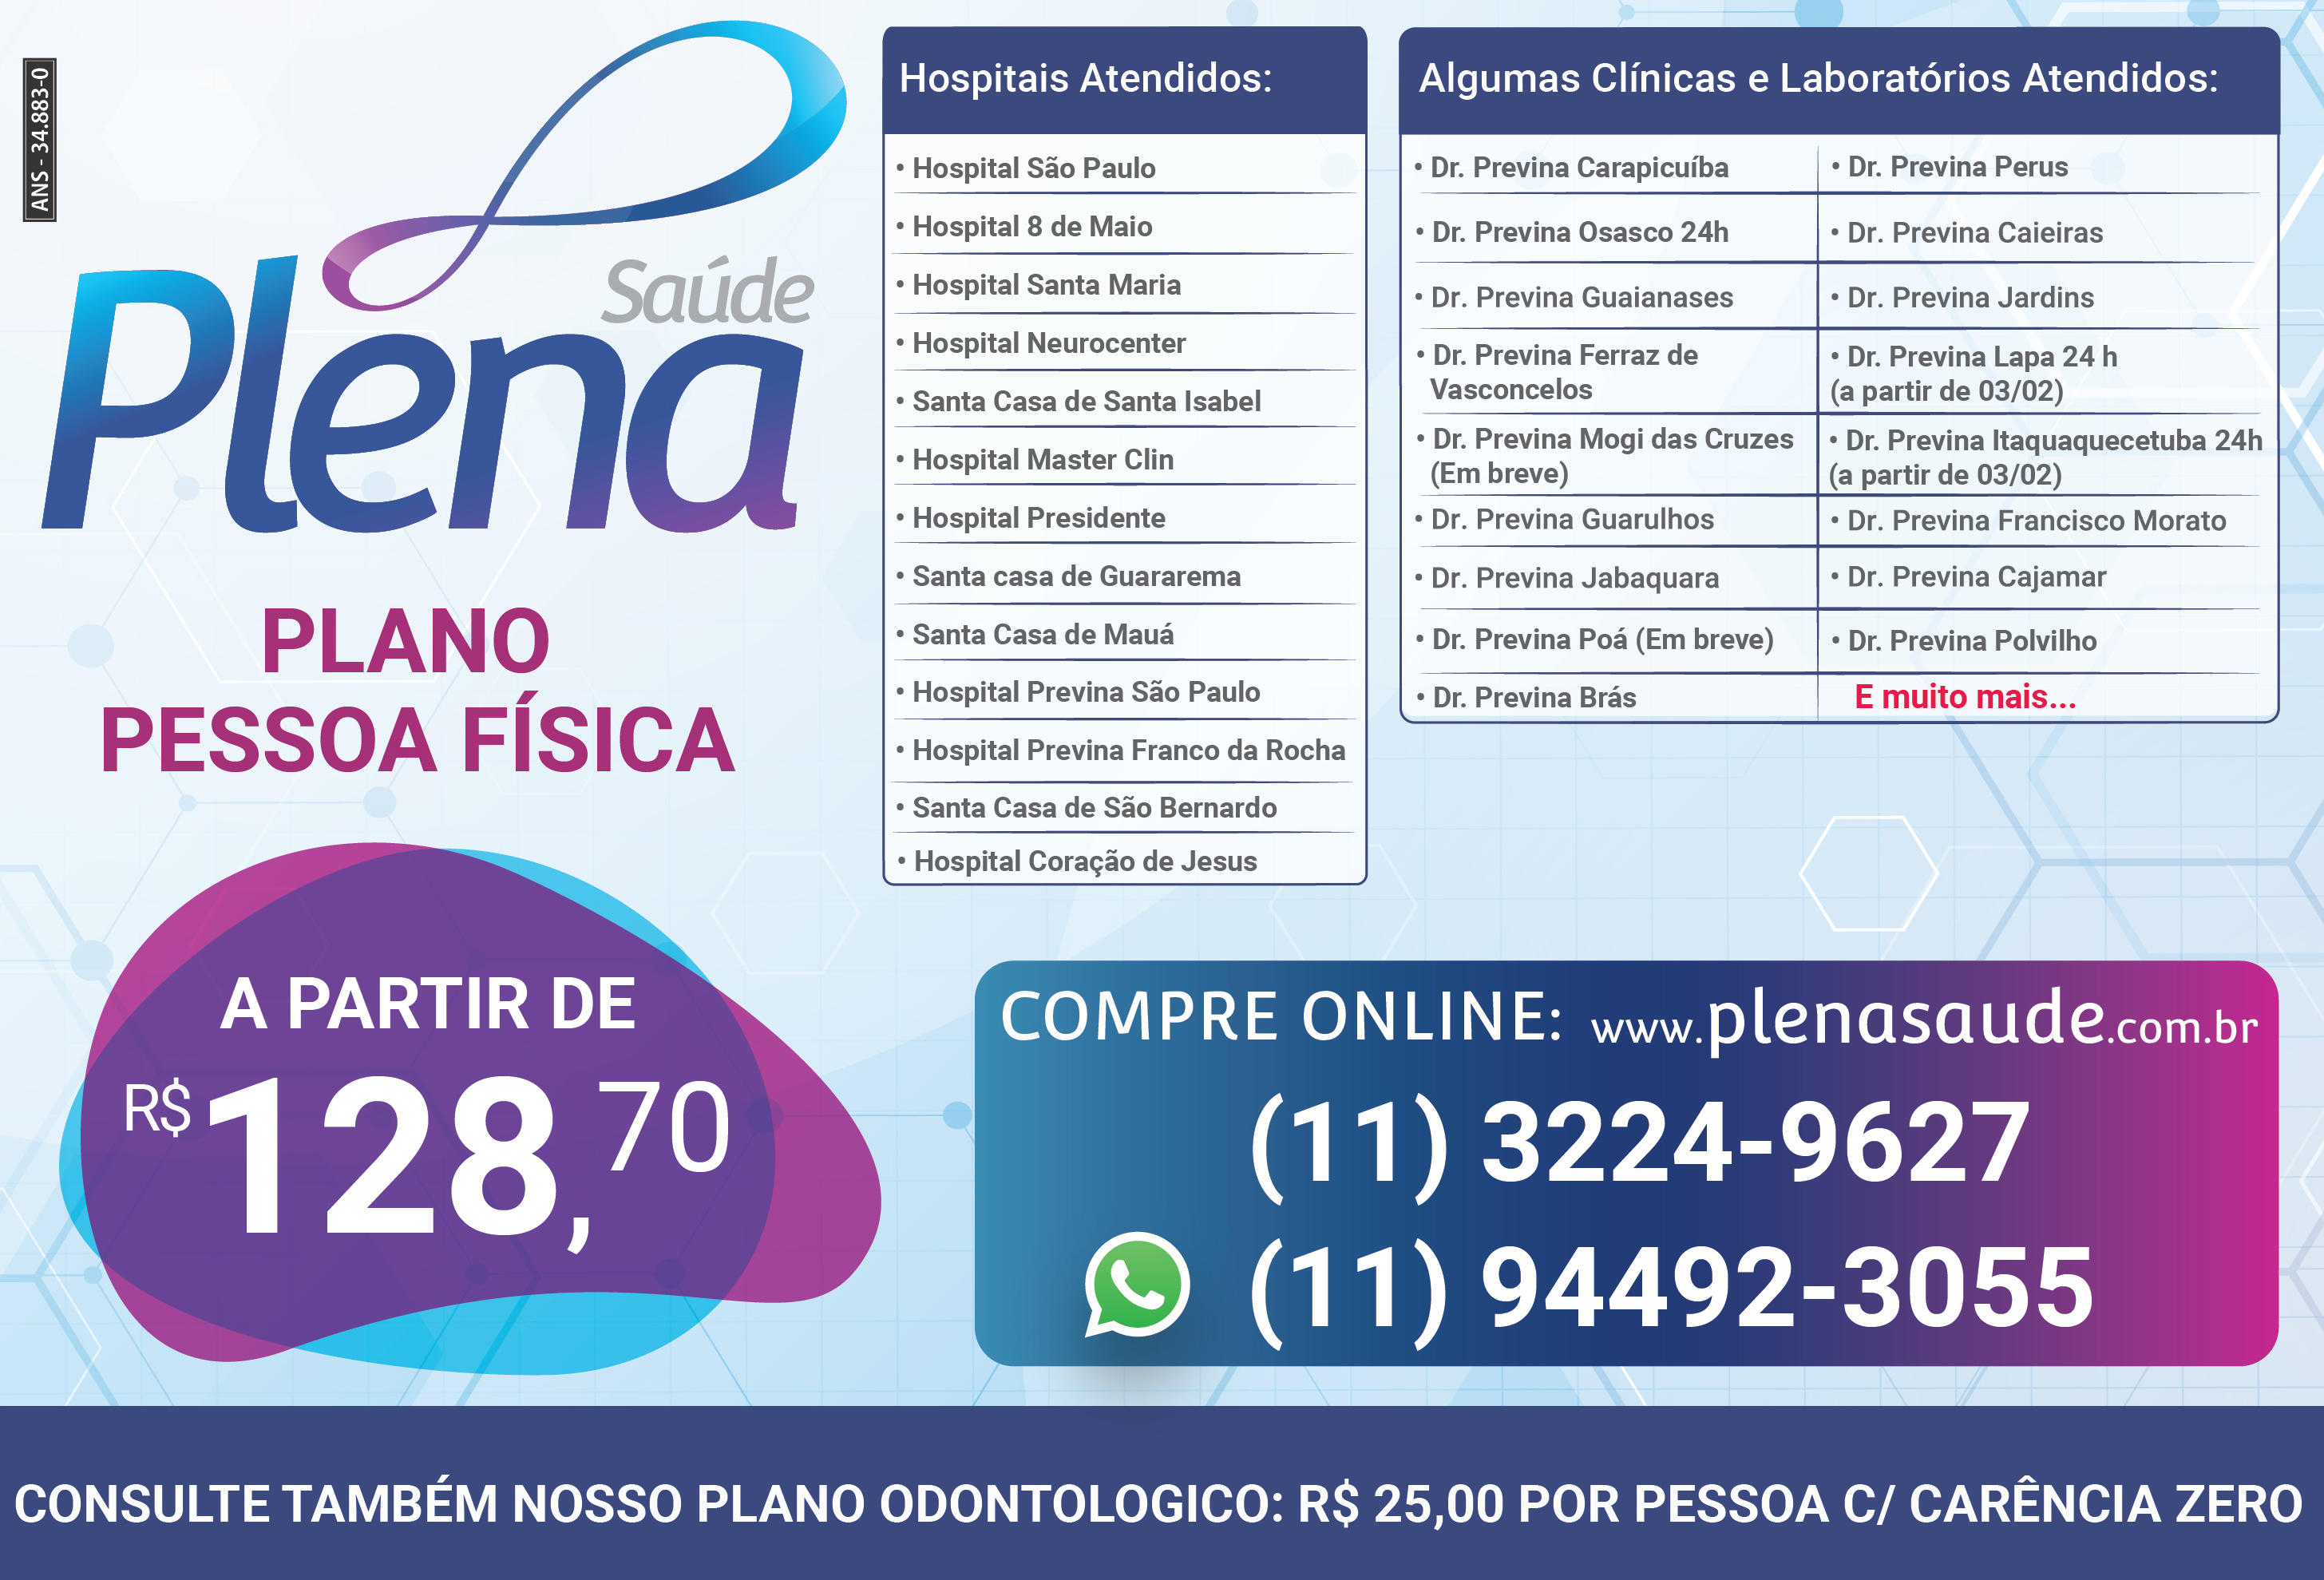 ANS - 34.883-0
Plena
Saúde
PLANO
PESSOA FÍSICA
A PARTIR DE
R$ 128,70
Hospitais Atendidos:
• Hospital São Paulo
• Hospital 8 de Maio
• Hospital Santa Maria
• Hospital Neurocenter
• Santa Casa de Santa Isabel
• Hospital Master Clin
• Hospital Presidente
• Santa casa de Guararema
• Santa Casa de Mauá
• Hospital Previna São Paulo
• Hospital Previna Franco da Rocha
• Santa Casa de São Bernardo
• Hospital Coração de Jesus
Algumas Clínicas e Laboratórios Atendidos:
• Dr. Previna Carapicuíba
• Dr. Previna Osasco 24h
• Dr. Previna Guaianases
• Dr. Previna Ferraz de
Vasconcelos
• Dr. Previna Mogi das Cruzes
(Em breve)
• Dr. Previna Guarulhos
• Dr. Previna Jabaquara
• Dr. Previna Poá (Em breve)
• Dr. Previna Brás
• Dr. Previna Perus
• Dr. Previna Caieiras
• Dr. Previna Jardins
• Dr. Previna Lapa 24 h
(a partir de 03/02)
• Dr. Previna Itaquaquecetuba 24h
(a partir de 03/02)
• Dr. Previna Francisco Morato
• Dr. Previna Cajamar
• Dr. Previna Polvilho
E muito mais...
COMPRE ONLINE: www.plenasaude.com.br
(11) 3224-9627
(11) 94492-3055
CONSULTE TAMBÉM NOSSO PLANO ODONTOLOGICO: R$ 25,00 POR PESSOA C/ CARÊNCIA ZERO